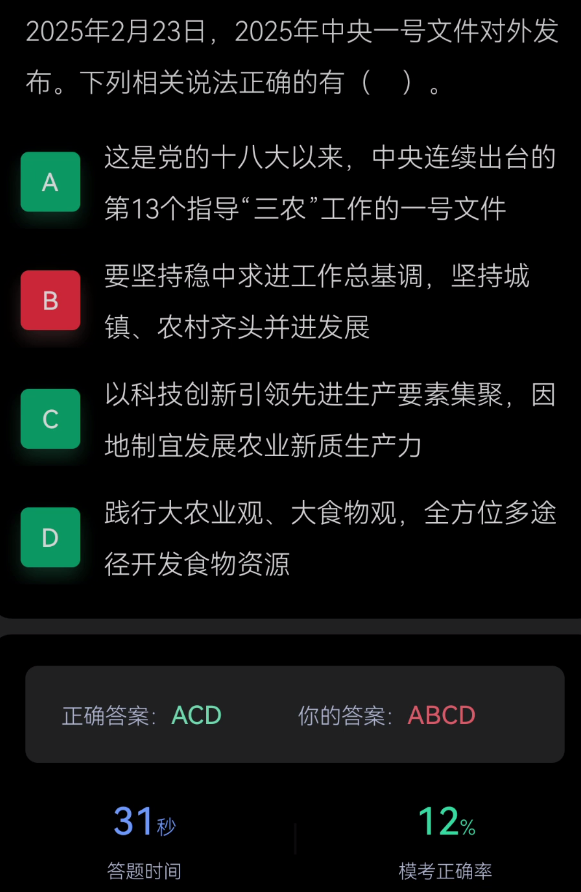 2025年2月23日，2025年中央一号文件对外发
布。下列相关说法正确的有（　）。
A
这是党的十八大以来，中央连续出台的
第13个指导“三农”工作的一号文件
B
要坚持稳中求进工作总基调，坚持城
镇、农村齐头并进发展
C
以科技创新引领先进生产要素集聚，因
地制宜发展农业新质生产力
D
践行大农业观、大食物观，全方位多途
径开发食物资源
正确答案：ACD 你的答案：ABCD
31秒 12%
答题时间 模考正确率